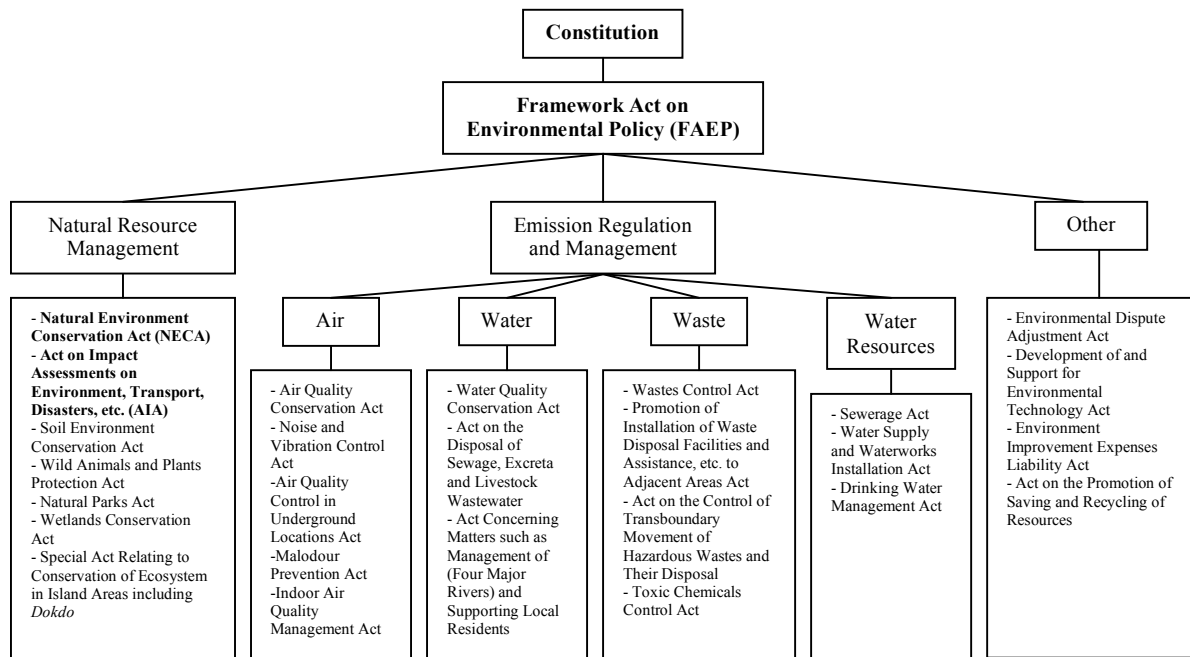 Constitution
Framework Act on
Environmental Policy (FAEP)
Natural Resource
Management
Emission Regulation
and Management
Other
- Natural Environment
Conservation Act (NECA)
- Act on Impact
Assessments on
Environment, Transport,
Disasters, etc. (AIA)
- Soil Environment
Conservation Act
- Wild Animals and Plants
Protection Act
- Natural Parks Act
- Wetlands Conservation
Act
- Special Act Relating to
Conservation of Ecosystem
in Island Areas including
Dokdo
Air
- Air Quality
Conservation Act
- Noise and
Vibration Control
Act
-Air Quality
Control in
Underground
Locations Act
-Malodour
Prevention Act
-Indoor Air
Quality
Management Act
Water
- Water Quality
Conservation Act
- Act on the
Disposal of
Sewage, Excreta
and Livestock
Wastewater
- Act Concerning
Matters such as
Management of
(Four Major
Rivers) and
Supporting Local
Residents
Waste
- Wastes Control Act
- Promotion of
Installation of Waste
Disposal Facilities and
Assistance, etc. to
Adjacent Areas Act
- Act on the Control of
Transboundary
Movement of
Hazardous Wastes and
Their Disposal
- Toxic Chemicals
Control Act
Water
Resources
- Sewerage Act
- Water Supply
and Waterworks
Installation Act
- Drinking Water
Management Act
- Environmental Dispute
Adjustment Act
- Development of and
Support for
Environmental
Technology Act
- Environment
Improvement Expenses
Liability Act
- Act on the Promotion of
Saving and Recycling of
Resources